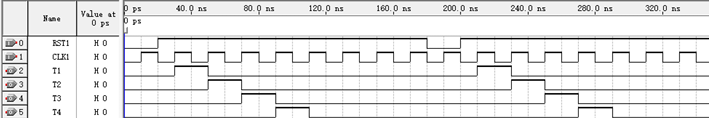 Name Value at 0 ps 0 ps 40.0 ns 80.0 ns 120.0 ns 160.0 ns 200.0 ns 240.0 ns 280.0 ns 320.0 ns
0 ps
0 RST1 H 0
1 CLK1 H 0
2 T1 H 0
3 T2 H 0
4 T3 H 0
5 T4 H 0